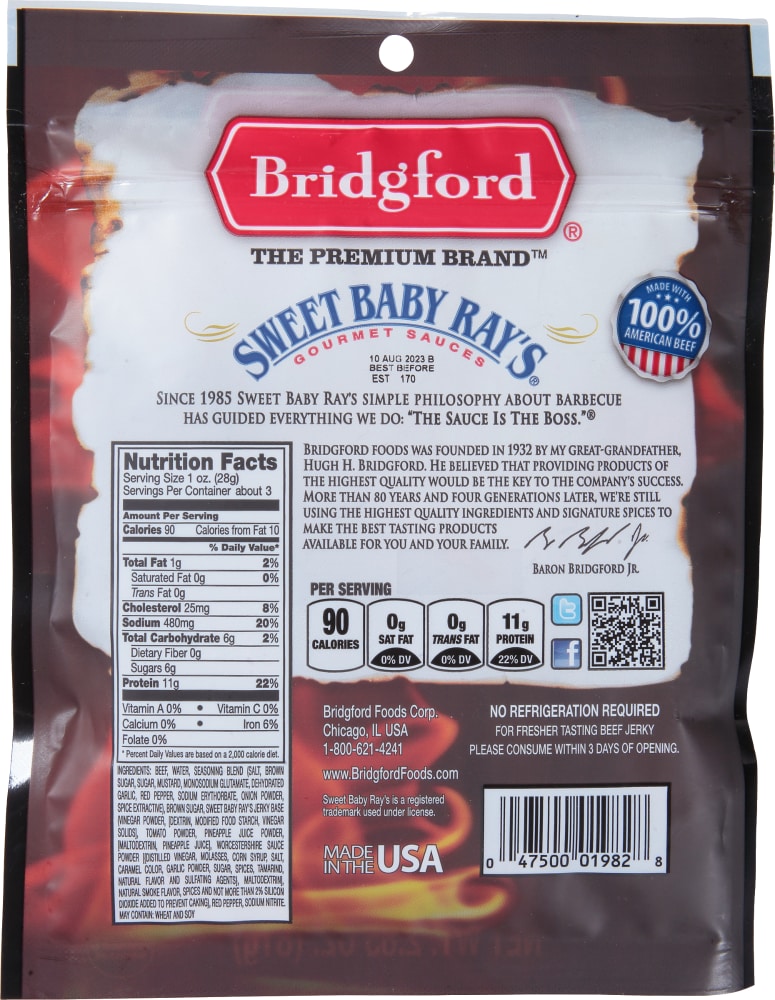 Bridgford®
THE PREMIUM BRAND™
SWEET BABY RAY'S®
GOURMET SAUCES
MADE WITH
100%
AMERICAN BEEF
10 AUG 2023 B
BEST BEFORE
EST 170
SINCE 1985 SWEET BABY RAY'S SIMPLE PHILOSOPHY ABOUT BARBECUE
HAS GUIDED EVERYTHING WE DO: "THE SAUCE IS THE BOSS."®
Nutrition Facts
Serving Size 1 oz. (28g)
Servings Per Container about 3
Amount Per Serving
Calories 90 Calories from Fat 10
% Daily Value*
Total Fat 1g 2%
Saturated Fat 0g 0%
Trans Fat 0g
Cholesterol 25mg 8%
Sodium 480mg 20%
Total Carbohydrate 6g 2%
Dietary Fiber 0g
Sugars 6g
Protein 11g 22%
Vitamin A 0% • Vitamin C 0%
Calcium 0% • Iron 6%
Folate 0%
* Percent Daily Values are based on a 2,000 calorie diet.
INGREDIENTS: BEEF, WATER, SEASONING BLEND (SALT, BROWN
SUGAR, SUGAR, MUSTARD, MONOSODIUM GLUTAMATE, DEHYDRATED
GARLIC, RED PEPPER, SODIUM ERYTHORBATE, ONION POWDER,
SPICE EXTRACTIVE), BROWN SUGAR, SWEET BABY RAY'S JERKY BASE
[VINEGAR POWDER, [DEXTRIN, MODIFIED FOOD STARCH, VINEGAR
SOLIDS], TOMATO POWDER, PINEAPPLE JUICE POWDER,
[MALTODEXTRIN, PINEAPPLE JUICE], WORCESTERSHIRE SAUCE
POWDER [(DISTILLED VINEGAR, MOLASSES, CORN SYRUP, SALT,
CARAMEL COLOR, GARLIC POWDER, SUGAR, SPICES, TAMARIND,
NATURAL FLAVOR AND SULFATING AGENTS), MALTODEXTRIN],
NATURAL SMOKE FLAVOR, SPICES AND NOT MORE THAN 2% SILICON
DIOXIDE ADDED TO PREVENT CAKING), RED PEPPER, SODIUM NITRITE.
MAY CONTAIN: WHEAT AND SOY
BRIDGFORD FOODS WAS FOUNDED IN 1932 BY MY GREAT-GRANDFATHER,
HUGH H. BRIDGFORD. HE BELIEVED THAT PROVIDING PRODUCTS OF
THE HIGHEST QUALITY WOULD BE THE KEY TO THE COMPANY'S SUCCESS.
MORE THAN 80 YEARS AND FOUR GENERATIONS LATER, WE'RE STILL
USING THE HIGHEST QUALITY INGREDIENTS AND SIGNATURE SPICES TO
MAKE THE BEST TASTING PRODUCTS
AVAILABLE FOR YOU AND YOUR FAMILY.
BARON BRIDGFORD JR.
PER SERVING
90 CALORIES
0g SAT FAT 0% DV
0g TRANS FAT 0% DV
11g PROTEIN 22% DV
t
f
Bridgford Foods Corp.
Chicago, IL USA
1-800-621-4241
www.BridgfordFoods.com
Sweet Baby Ray's is a registered
trademark used under license.
MADE IN THE USA
NO REFRIGERATION REQUIRED
FOR FRESHER TASTING BEEF JERKY
PLEASE CONSUME WITHIN 3 DAYS OF OPENING.
0 47500 01982 8